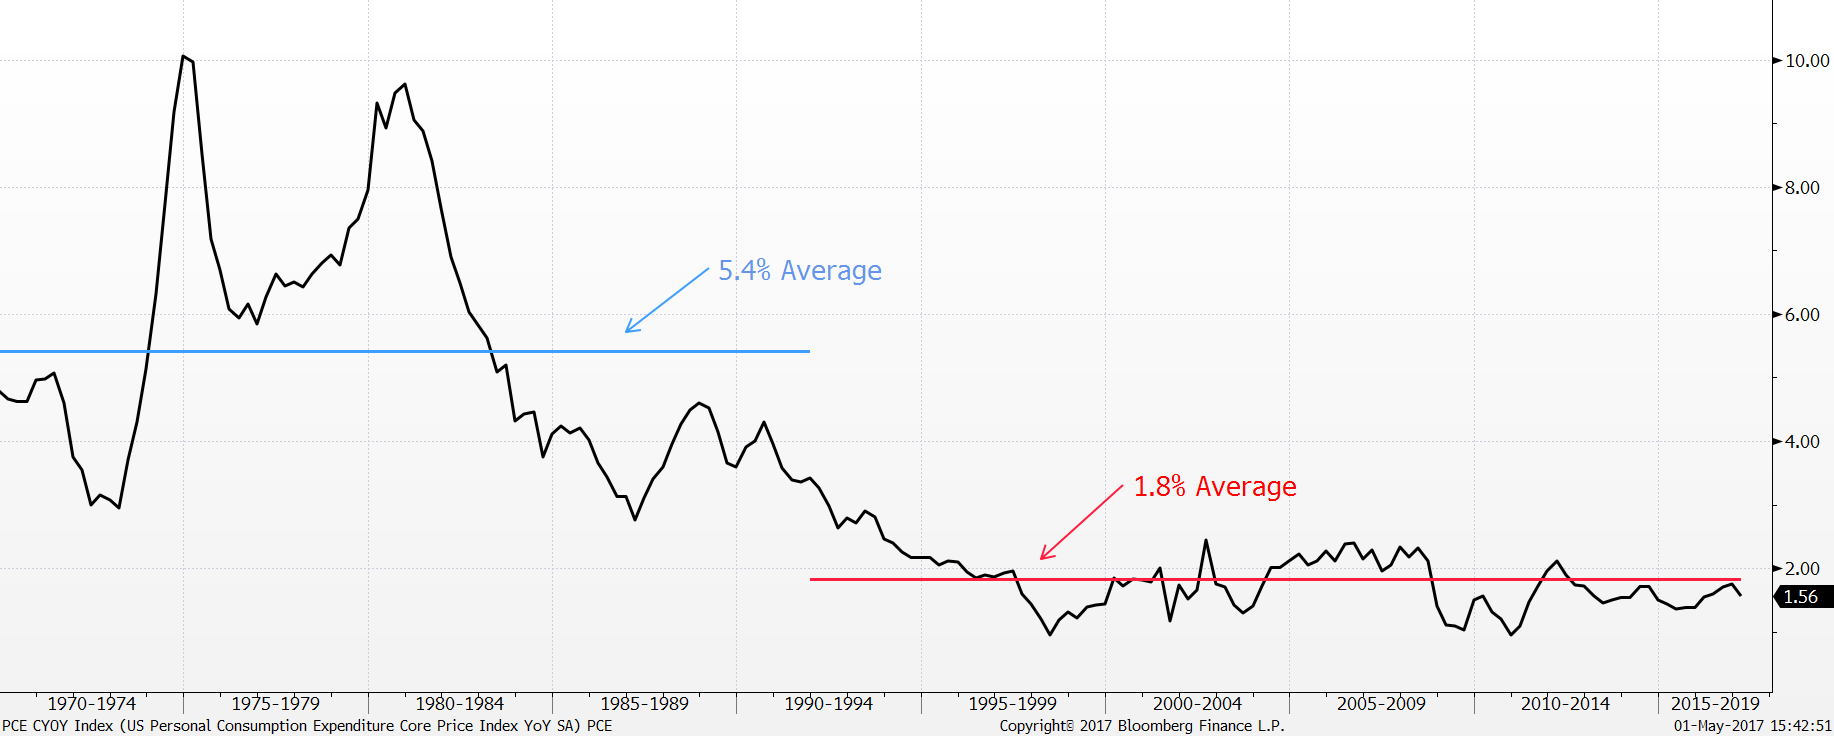 10.00
8.00
5.4% Average
6.00
4.00
1.8% Average
2.00
1.56
1970-1974 1975-1979 1980-1984 1985-1989 1990-1994 1995-1999 2000-2004 2005-2009 2010-2014 2015-2019
PCE CYOY Index (US Personal Consumption Expenditure Core Price Index YoY SA) PCE Copyright© 2017 Bloomberg Finance L.P. 01-May-2017 15:42:51